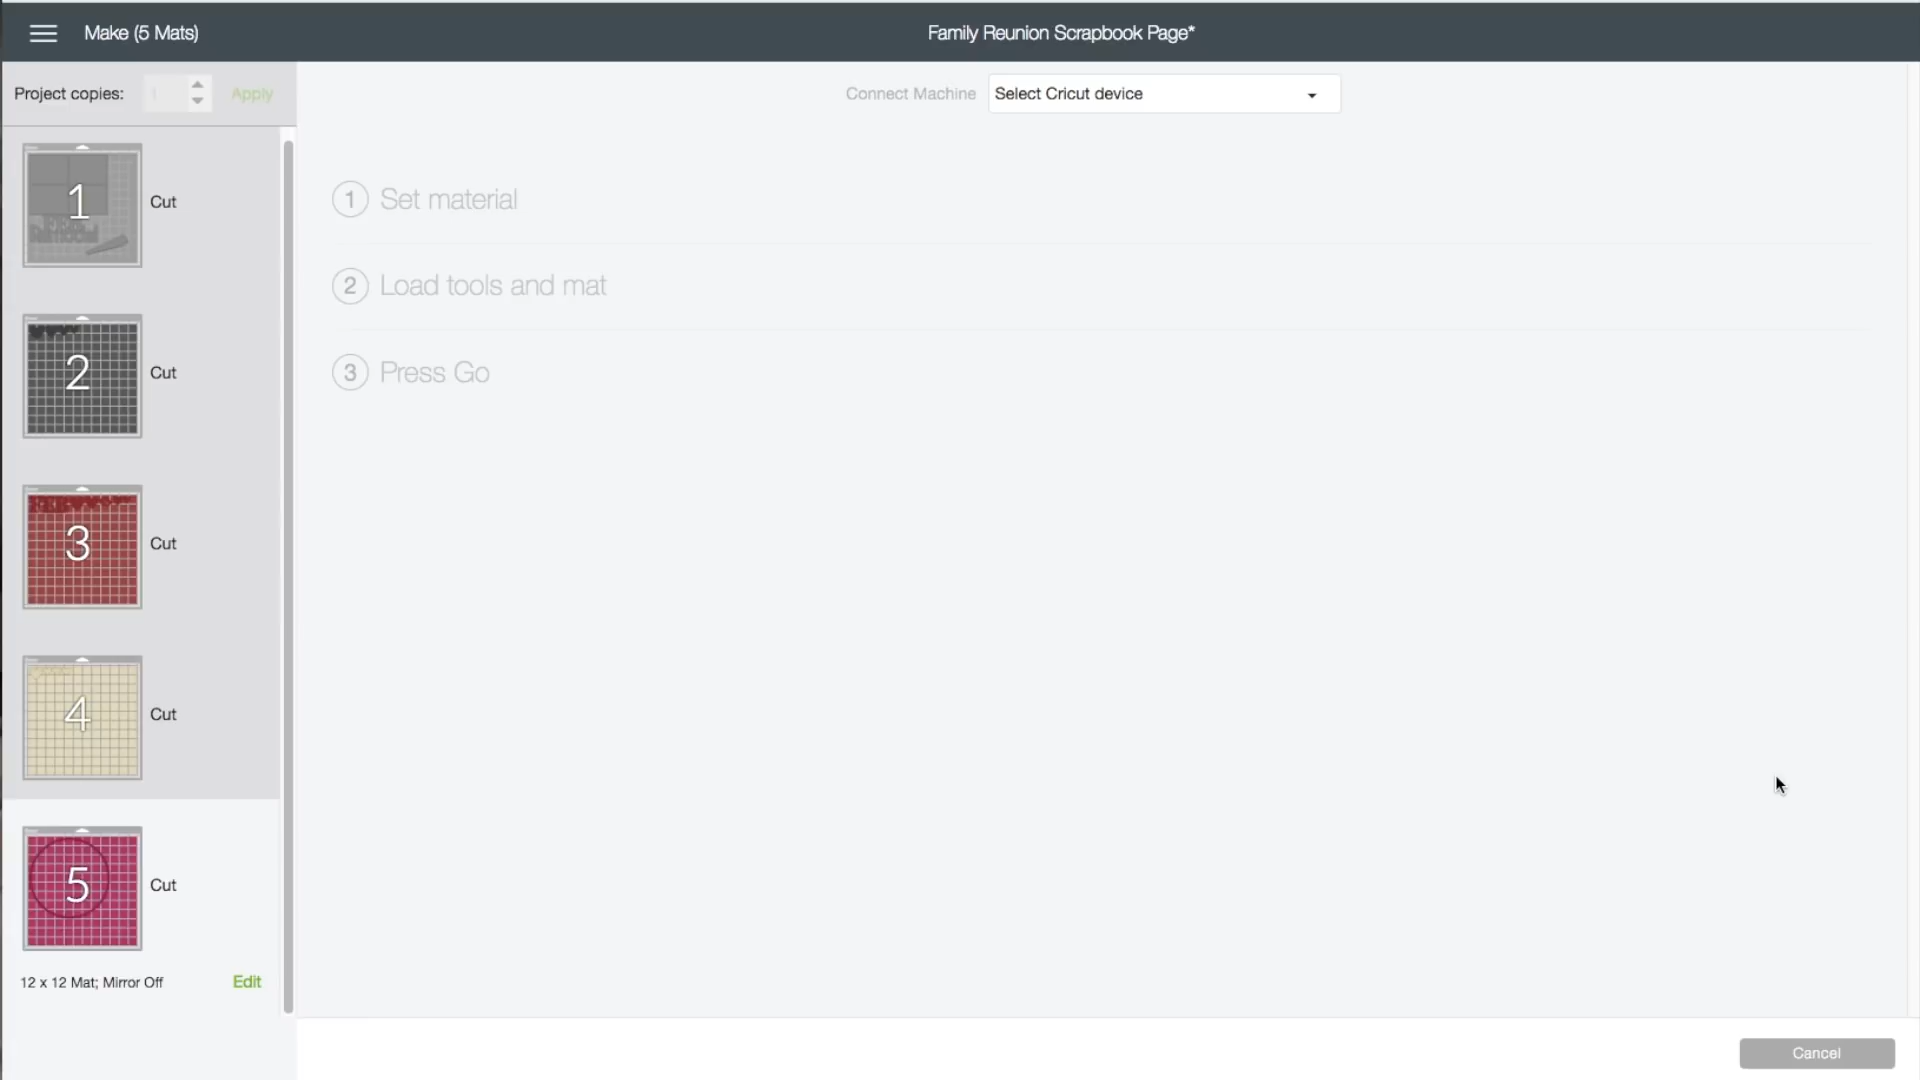 Make (5 Mats)
Family Reunion Scrapbook Page*
Project copies:
Apply
Connect Machine
Select Cricut device
1
Cut
2
Cut
3
Cut
4
Cut
5
Cut
12 x 12 Mat; Mirror Off
Edit
1 Set material
2 Load tools and mat
3 Press Go
Cancel